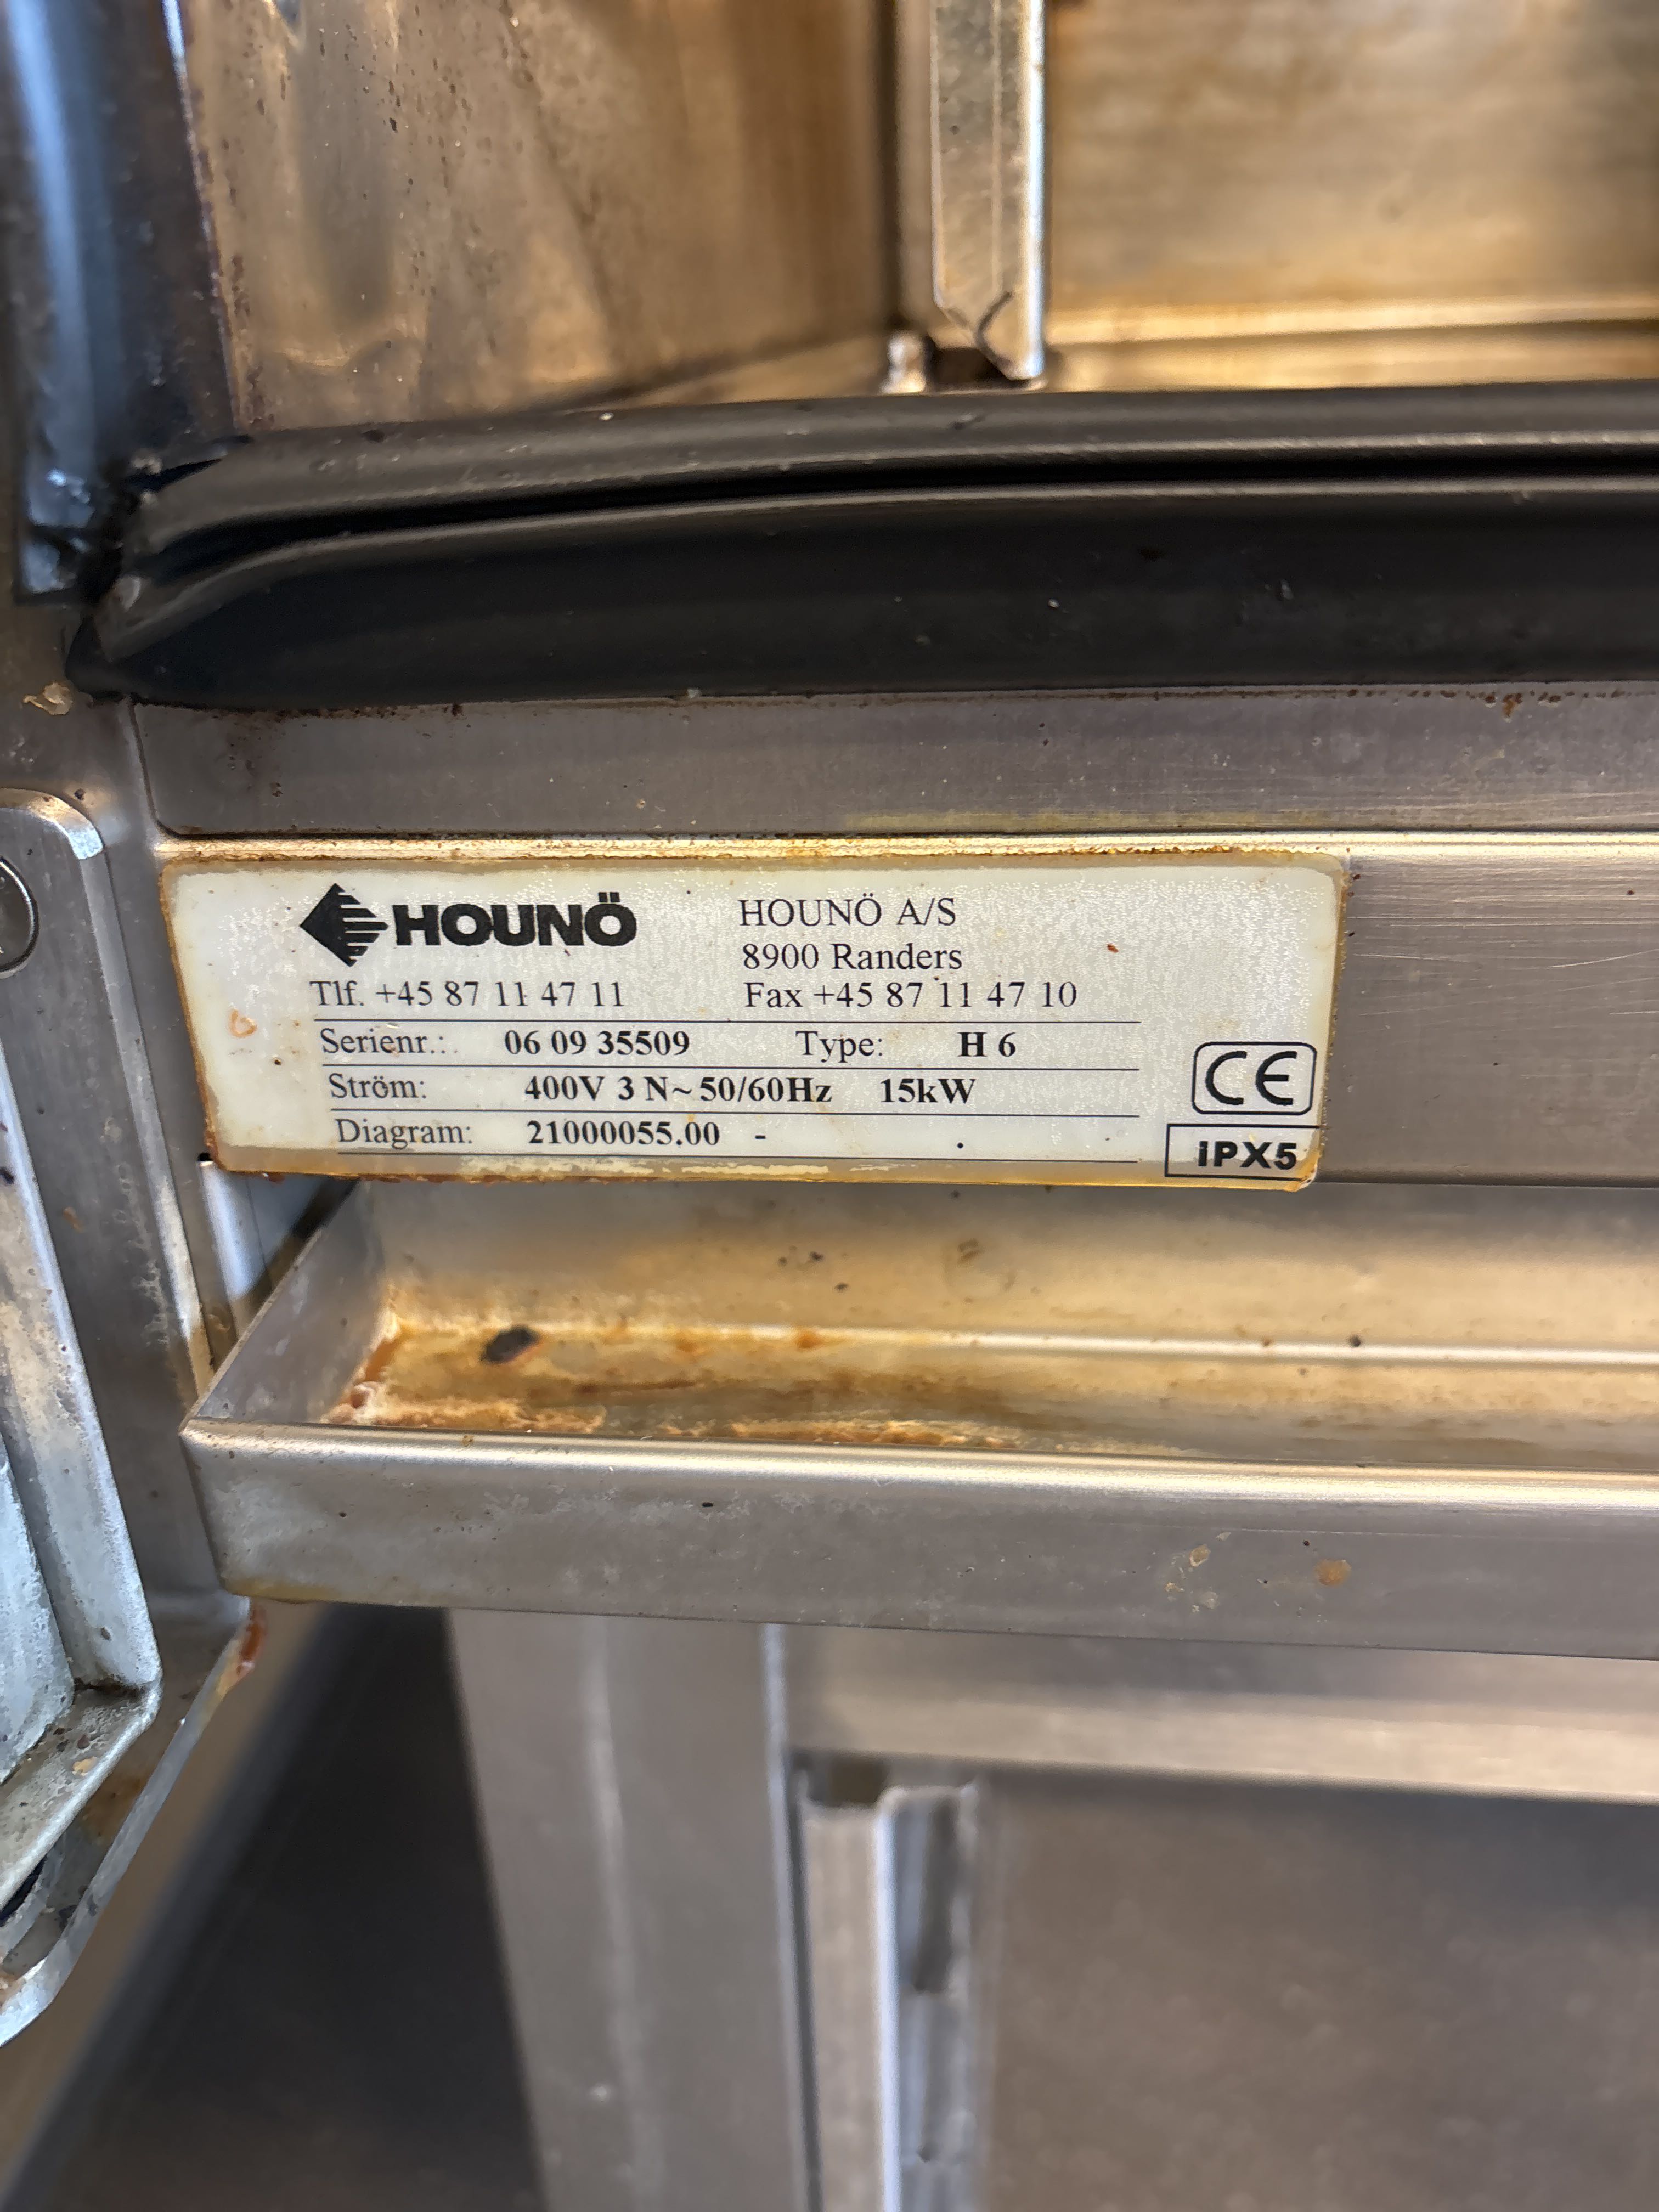 HOUNÖ HOUNÖ A/S
8900 Randers
Tlf. +45 87 11 47 11 Fax +45 87 11 47 10
Serienr.: 06 09 35509 Type: H 6
Ström: 400V 3 N~ 50/60Hz 15kW
Diagram: 21000055.00 - .
CE
iPX5